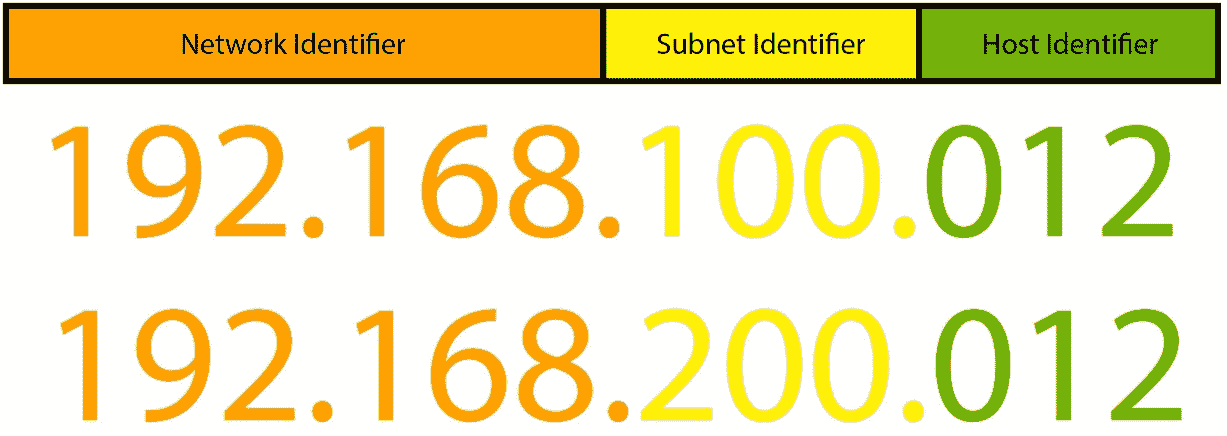 Network Identifier Subnet Identifier Host Identifier
192.168.100.012
192.168.200.012